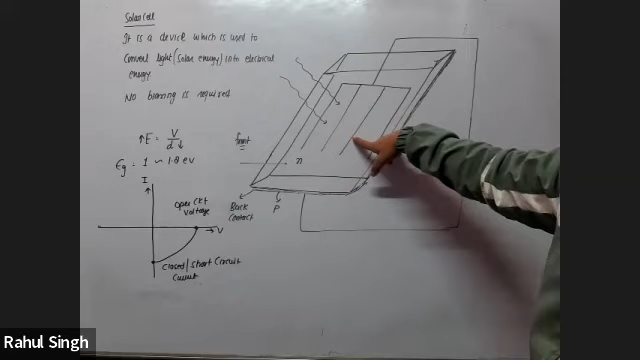 Solar Cell
It is a device which is used to
Convert light (Solar energy) into electrical
energy
No biasing is required
↑E = V/d↓
Eg = 1 ~ 1.8 ev
I
open ckt
voltage
V
closed/short circuit
current
front
n
Back
Contact
P
Rahul Singh